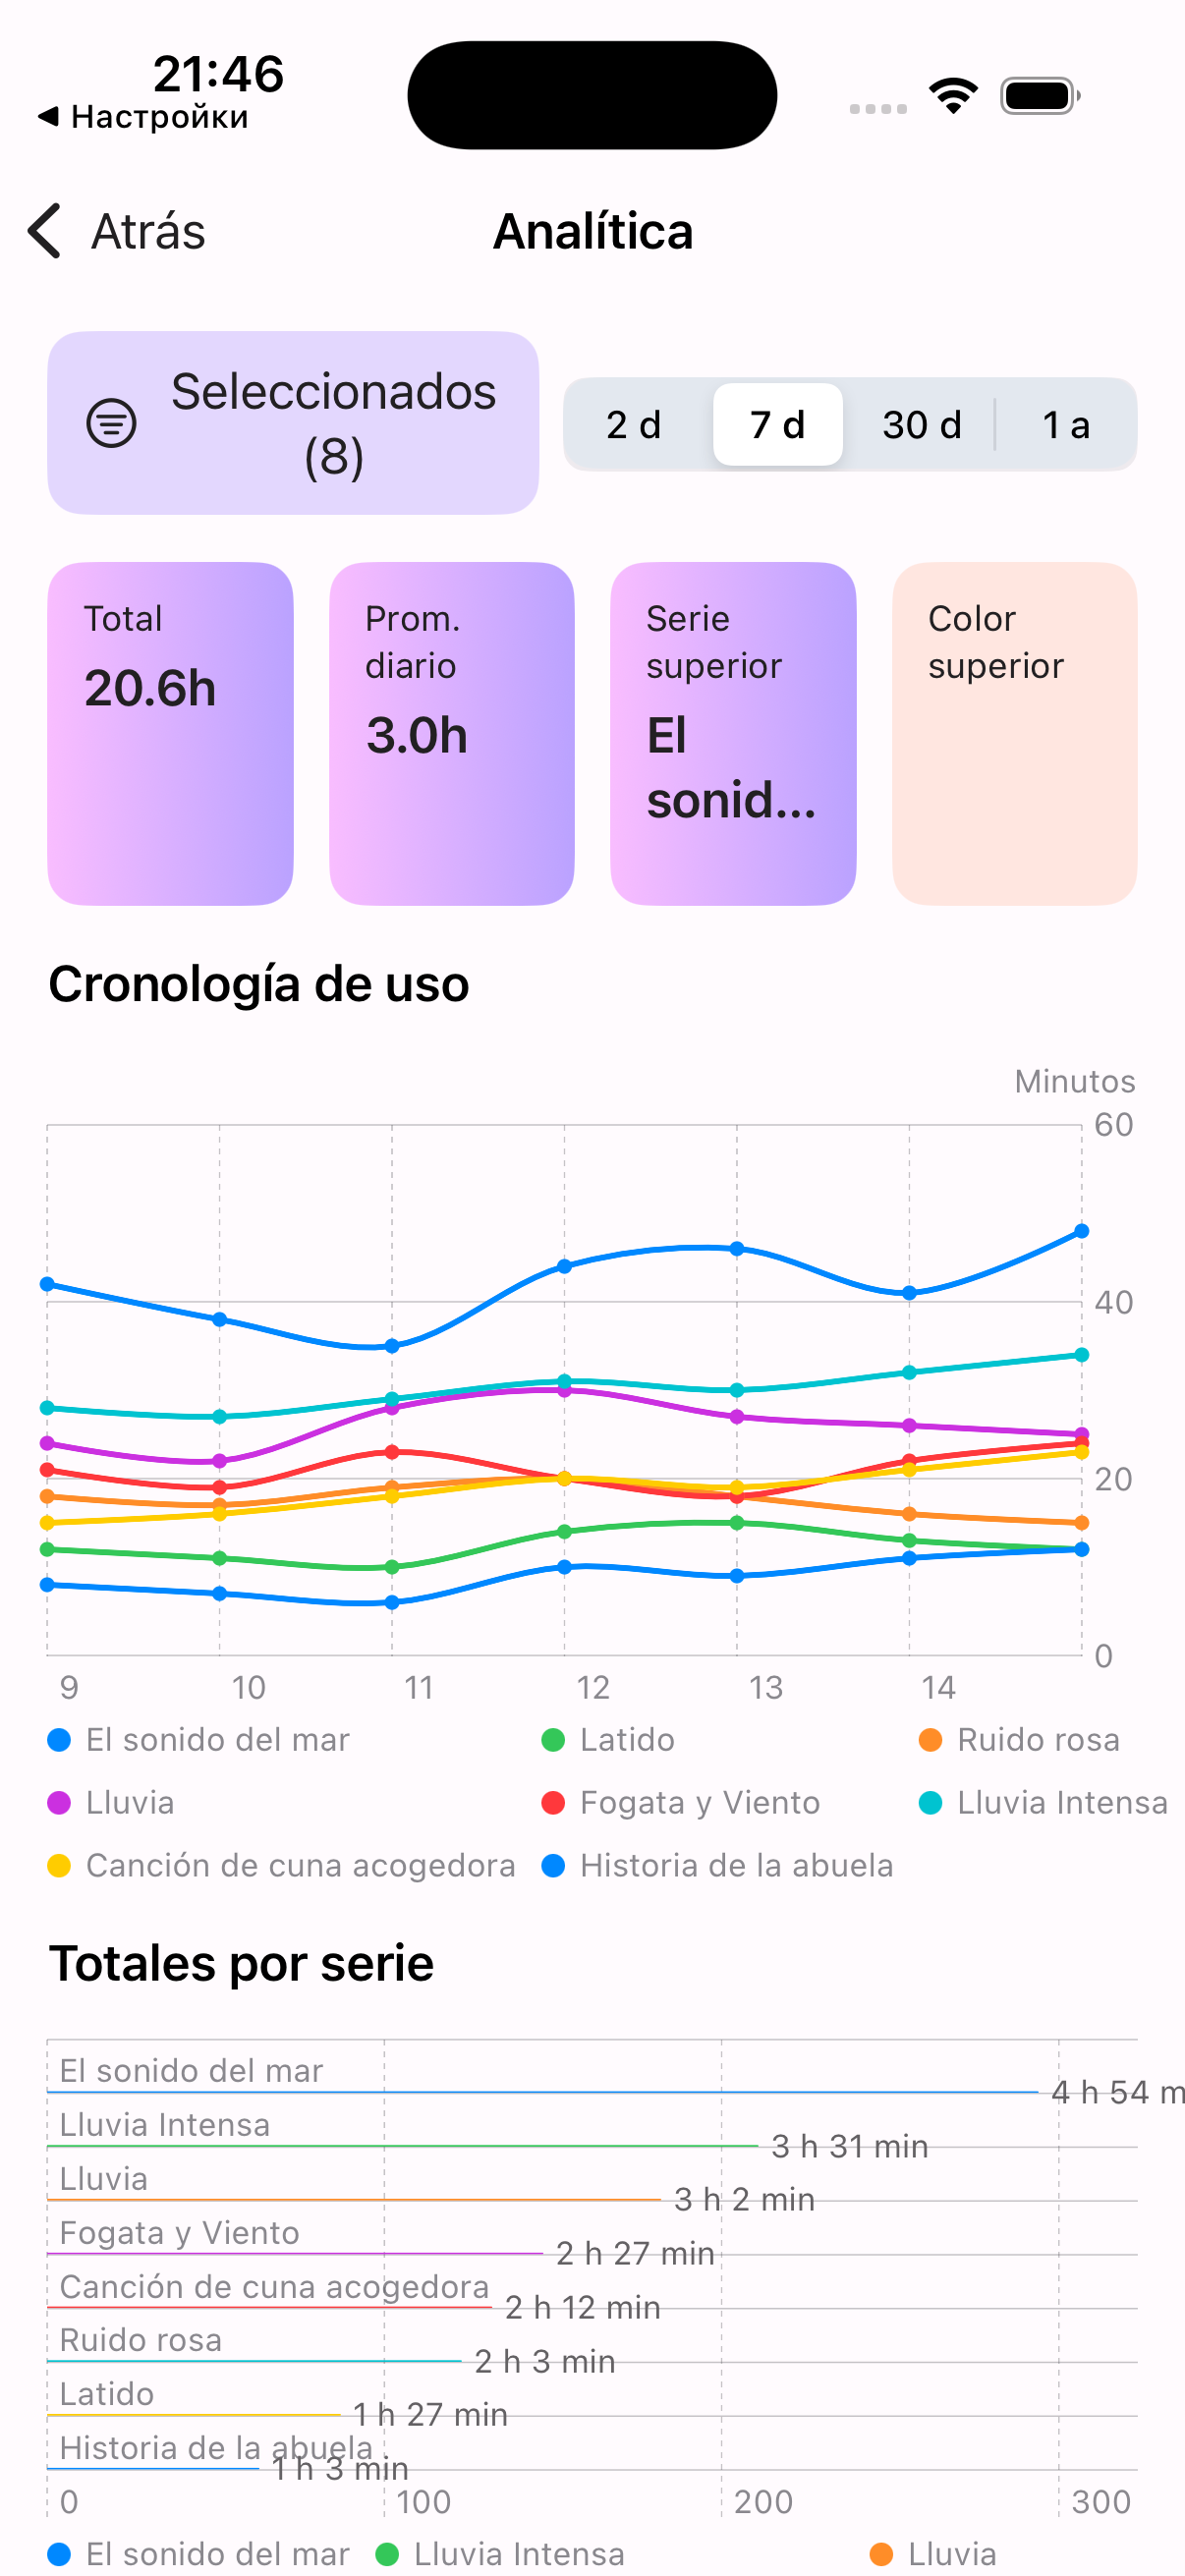 21:46
◀ Настройки
Atrás
Analítica
Seleccionados
(8)
2 d
7 d
30 d
1 a
Total
20.6h
Prom.
diario
3.0h
Serie
superior
El
sonid...
Color
superior
Cronología de uso
Minutos
60
40
20
0
9
10
11
12
13
14
El sonido del mar
Latido
Ruido rosa
Lluvia
Fogata y Viento
Lluvia Intensa
Canción de cuna acogedora
Historia de la abuela
Totales por serie
El sonido del mar
4 h 54 m
Lluvia Intensa
3 h 31 min
Lluvia
3 h 2 min
Fogata y Viento
2 h 27 min
Canción de cuna acogedora
2 h 12 min
Ruido rosa
2 h 3 min
Latido
1 h 27 min
Historia de la abuela
1 h 3 min
0
100
200
300
El sonido del mar
Lluvia Intensa
Lluvia